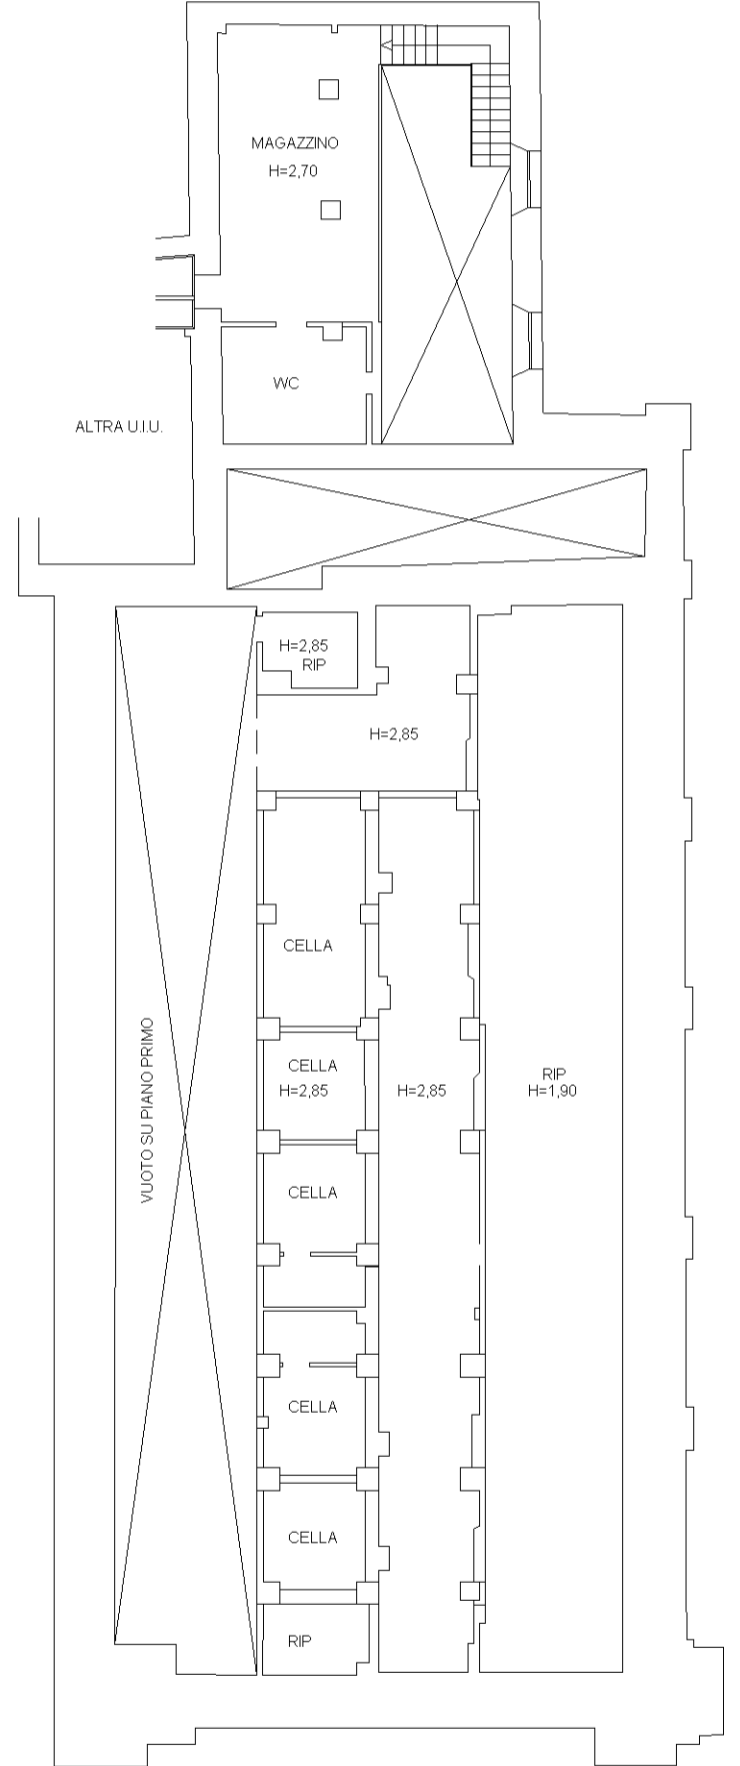 MAGAZZINO
H=2,70
WC
ALTRA U.I.U.
H=2,85
RIP
H=2,85
CELLA
VUOTO SU PIANO PRIMO
CELLA
H=2,85
H=2,85
RIP
H=1,90
CELLA
CELLA
CELLA
RIP